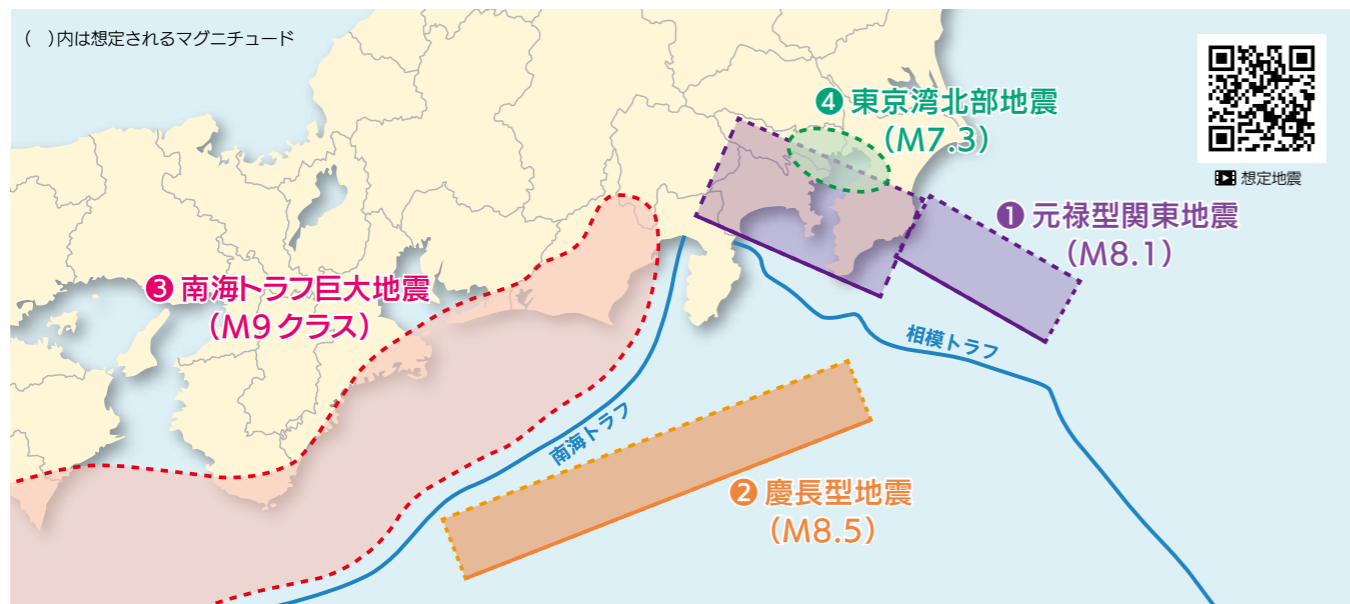 （　）内は想定されるマグニチュード
想定地震
❹ 東京湾北部地震
（M7.3）
❶ 元禄型関東地震
（M8.1）
❸ 南海トラフ巨大地震
（M9クラス）
相模トラフ
南海トラフ
❷ 慶長型地震
（M8.5）